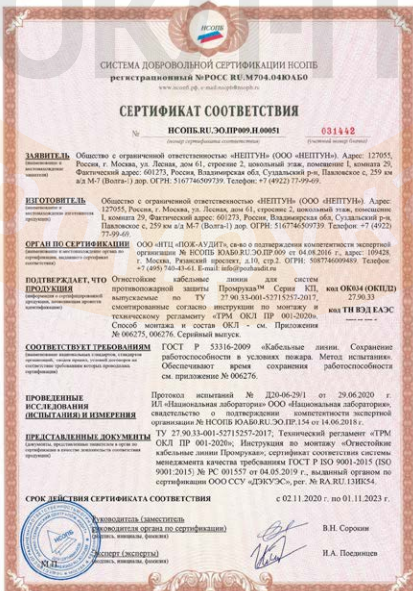 НСОПБ
СИСТЕМА ДОБРОВОЛЬНОЙ СЕРТИФИКАЦИИ НСОПБ
регистрационный №РОСС RU.М704.04ЮАБ0
СЕРТИФИКАТ СООТВЕТСТВИЯ
№ НСОПБ.RU.ЭО.ПР009.Н.00051 031442
(номер сертификата соответствия) (учетный номер бланка)
ЗАЯВИТЕЛЬ Общество с ограниченной ответственностью «НЕПТУН» (ООО «НЕПТУН»). Адрес: 127055,
Россия, г. Москва, ул. Лесная, дом 61, строение 2, цокольный этаж, помещение I, комната 29,
Фактический адрес: 601273, Россия, Владимирская обл, Суздальский р-н, Павловское с, 259 км
а/д М-7 (Волга-1) дор. ОГРН: 5167746509739. Телефон: +7 (4922) 77-99-69.
ИЗГОТОВИТЕЛЬ Общество с ограниченной ответственностью «НЕПТУН» (ООО «НЕПТУН»). Адрес:
127055, Россия, г. Москва, ул. Лесная, дом 61, строение 2, цокольный этаж, помещение
I, комната 29, Фактический адрес: 601273, Россия, Владимирская обл, Суздальский р-н,
Павловское с, 259 км а/д М-7 (Волга-1) дор. ОГРН: 5167746509739. Телефон: +7 (4922)
77-99-69
ОРГАН ПО СЕРТИФИКАЦИИ ООО «НТЦ «ПОЖ-АУДИТ», св-во о подтверждении компетентности экспертной
организации № НСОПБ ЮАБ0.RU.ЭО.ПР.009 от 04.08.2016 г., адрес: 109428,
г. Москва, Рязанский проспект, д.10, стр.2. ОГРН: 5087746009489 Телефон:
+7 (495) 740-43-61. E-mail: info@pozhaudit.ru
ПОДТВЕРЖДАЕТ, ЧТО Огнестойкие кабельные линии для систем
ПРОДУКЦИЯ противопожарной защиты Промрукав™ Серия КП, код ОК034 (ОКПД2)
выпускаемые по ТУ 27.90.33-001-52715257-2017, 27.90.33
смонтированные согласно инструкции по монтажу и
техническому регламенту «ТРМ ОКЛ ПР 001-2020». код ТН ВЭД ЕАЭС
Способ монтажа и состав ОКЛ - см. Приложения
№ 006275, 006276. Серийный выпуск.
СООТВЕТСТВУЕТ ТРЕБОВАНИЯМ ГОСТ Р 53316-2009 «Кабельные линии. Сохранение
работоспособности в условиях пожара. Метод испытания».
Обеспечивают время сохранения работоспособности
см. приложение № 006276.
ПРОВЕДЕННЫЕ Протокол испытаний № Д20-06-29/1 от 29.06.2020 г.
ИССЛЕДОВАНИЯ ИЛ «Национальная лаборатория» ООО «Национальная лаборатория»,
(ИСПЫТАНИЯ) И ИЗМЕРЕНИЯ свидетельство о подтверждении компетентности экспертной
организации № НСОПБ ЮАБ0.RU.ЭО.ПР.154 от 14.06.2018 г.
ПРЕДСТАВЛЕННЫЕ ДОКУМЕНТЫ ТУ 27.90.33-001-52715257-2017; Технический регламент «ТРМ
ОКЛ ПР 001-2020»; Инструкции по монтажу «Огнестойкие
кабельные линии Промрукав»; сертификат соответствия системы
менеджмента качества требованиям ГОСТ Р ISO 9001-2015 (ISO
9001:2015) № РС 001557 от 04.05.2019 г., выданный органом по
сертификации ООО ССУ «ДЭКУЭС», рег. № RA.RU.13ИК54.
СРОК ДЕЙСТВИЯ СЕРТИФИКАТА СООТВЕТСТВИЯ с 02.11.2020 г. по 01.11.2023 г.
Руководитель (заместитель
руководителя органа по сертификации) В.Н. Сорокин
Эксперт (эксперты) И.А. Поединцев
М.П.